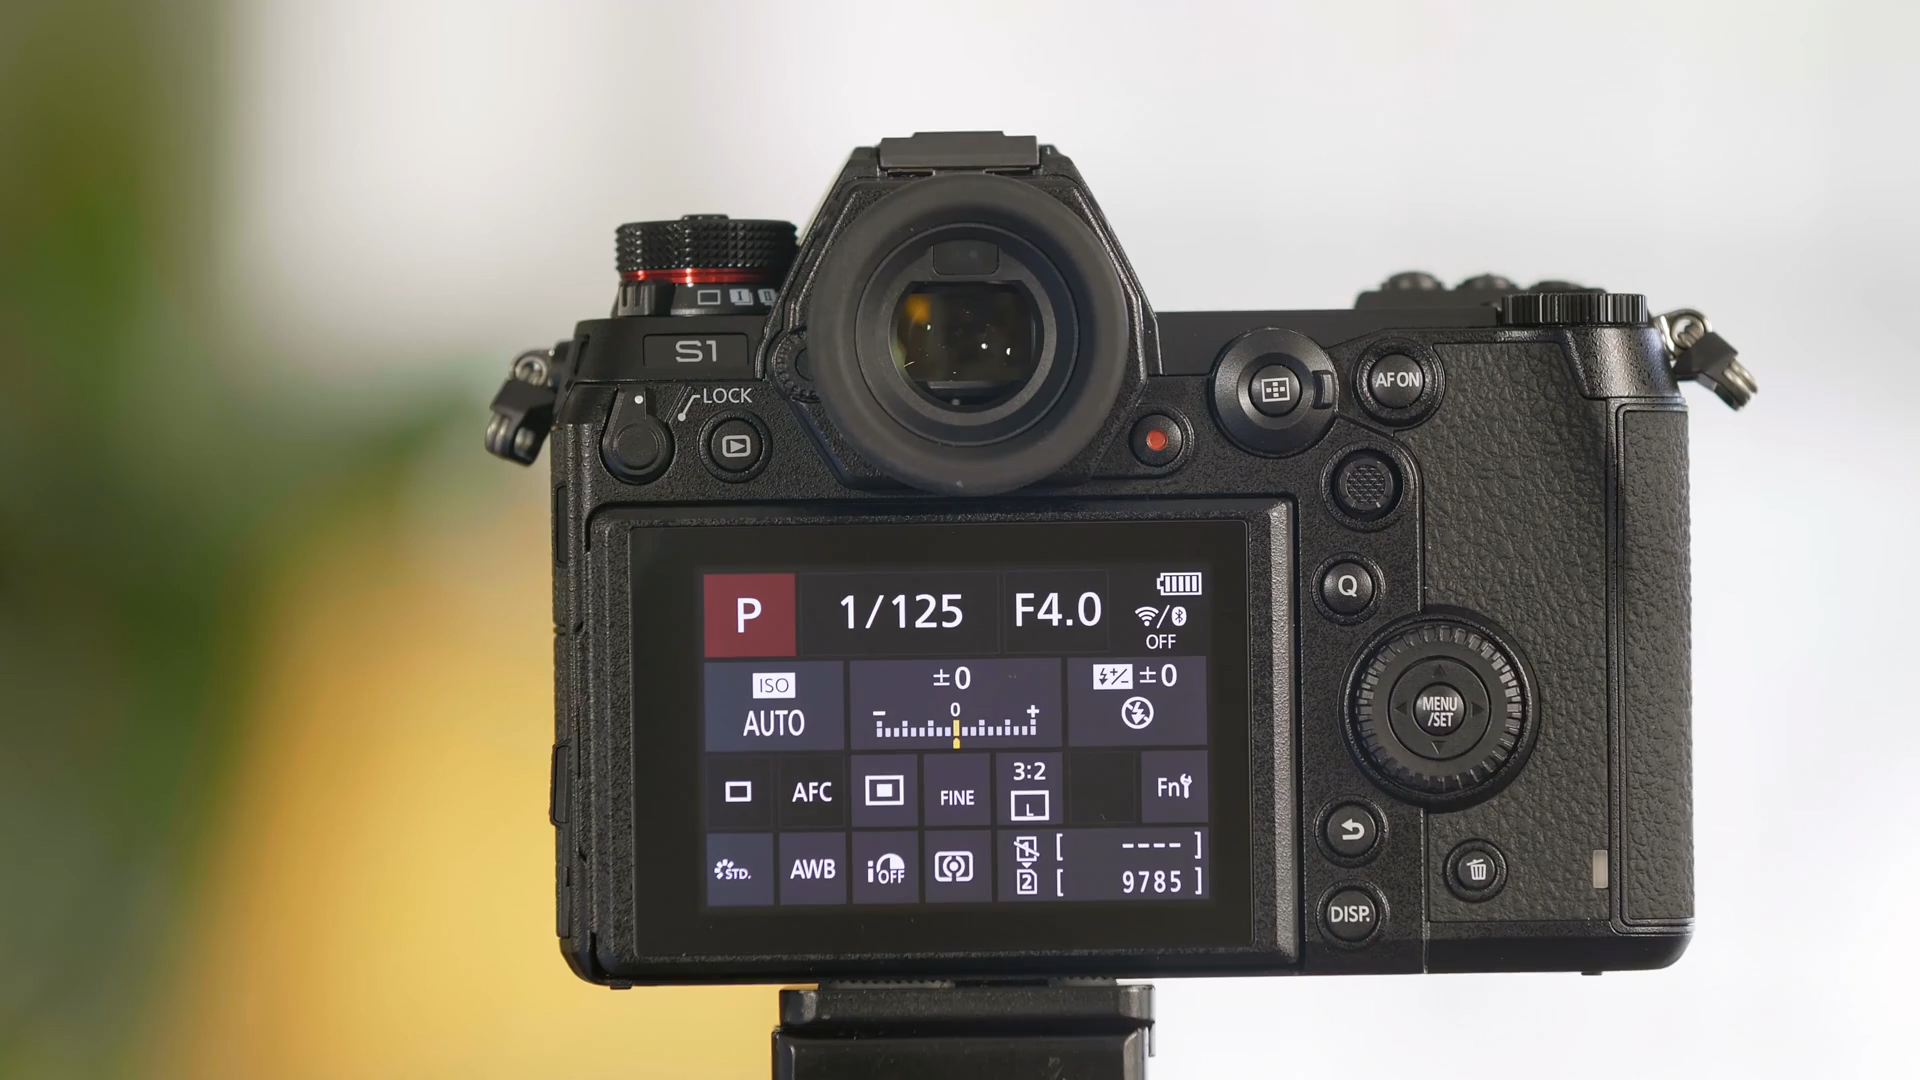 S1
LOCK
AF ON
Q
P 1/125 F4.0
OFF
ISO ±0 ±0
AUTO - 0 +
AFC FINE 3:2 L Fn
STD. AWB i OFF 1 [ ---- ]
2 [ 9785 ]
MENU
/SET
DISP.